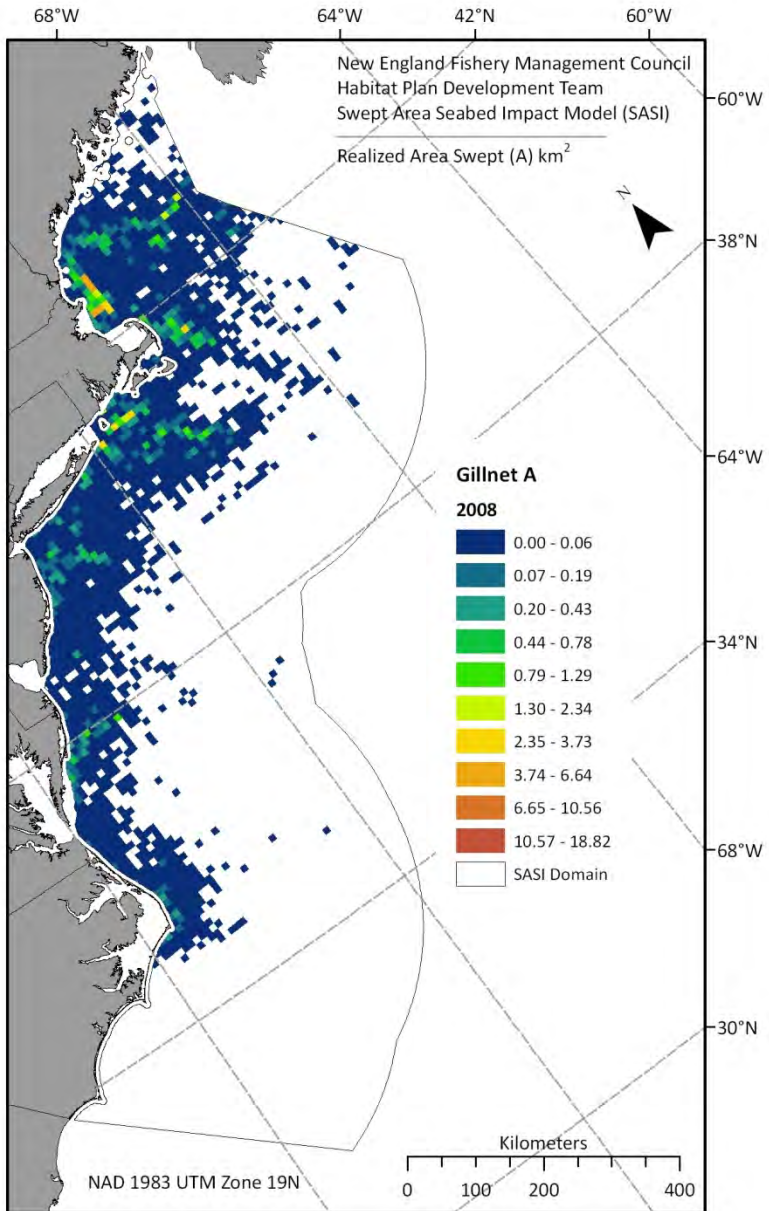 68°W 64°W 42°N 60°W
New England Fishery Management Council
Habitat Plan Development Team
Swept Area Seabed Impact Model (SASI)
Realized Area Swept (A) km²
60°W
N
38°N
64°W
Gillnet A
2008
0.00 - 0.06
0.07 - 0.19
0.20 - 0.43
0.44 - 0.78
0.79 - 1.29
1.30 - 2.34
2.35 - 3.73
3.74 - 6.64
6.65 - 10.56
10.57 - 18.82
SASI Domain
34°N
68°W
30°N
Kilometers
0 100 200 400
NAD 1983 UTM Zone 19N